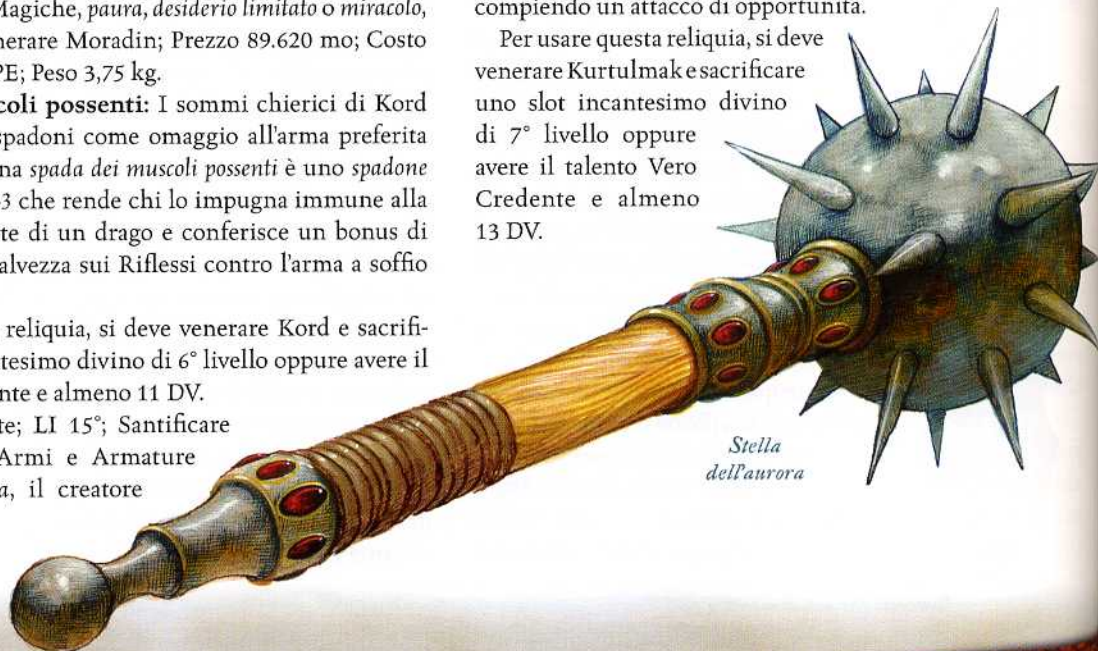 Magiche, paura, desiderio limitato o miracolo,
nerare Moradin; Prezzo 89.620 mo; Costo
PE; Peso 3,75 kg.
coli possenti: I sommi chierici di Kord
spadoni come omaggio all'arma preferita
na spada dei muscoli possenti è uno spadone
3 che rende chi lo impugna immune alla
te di un drago e conferisce un bonus di
alvezza sui Riflessi contro l'arma a soffio
reliquia, si deve venerare Kord e sacrifi-
tesimo divino di 6° livello oppure avere il
nte e almeno 11 DV.
te; LI 15°; Santificare
Armi e Armature
a, il creatore
compiendo un attacco di opportunità.
Per usare questa reliquia, si deve
venerare Kurtulmak e sacrificare
uno slot incantesimo divino
di 7° livello oppure
avere il talento Vero
Credente e almeno
13 DV.
Stella
dell'aurora